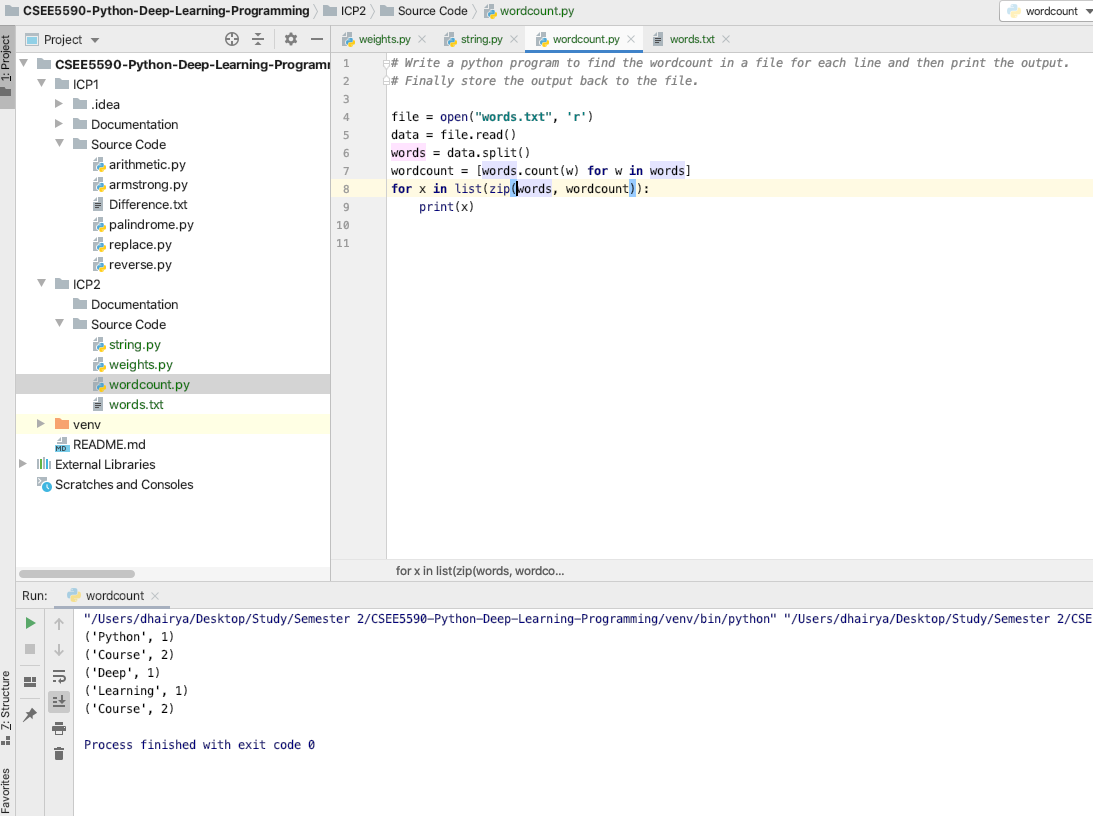 CSEE5590-Python-Deep-Learning-Programming ICP2 Source Code wordcount.py wordcount
1: Project
Project
weights.py string.py wordcount.py words.txt
CSEE5590-Python-Deep-Learning-Programm
ICP1
.idea
Documentation
Source Code
arithmetic.py
armstrong.py
Difference.txt
palindrome.py
replace.py
reverse.py
ICP2
Documentation
Source Code
string.py
weights.py
wordcount.py
words.txt
venv
README.md
External Libraries
Scratches and Consoles
1 # Write a python program to find the wordcount in a file for each line and then print the output.
2 # Finally store the output back to the file.
3
4 file = open("words.txt", 'r')
5 data = file.read()
6 words = data.split()
7 wordcount = [words.count(w) for w in words]
8 for x in list(zip(words, wordcount)):
9 print(x)
10
11
for x in list(zip(words, wordco...
Run: wordcount
"/Users/dhairya/Desktop/Study/Semester 2/CSEE5590-Python-Deep-Learning-Programming/venv/bin/python" "/Users/dhairya/Desktop/Study/Semester 2/CSE
('Python', 1)
('Course', 2)
('Deep', 1)
('Learning', 1)
('Course', 2)
Process finished with exit code 0
Z: Structure
Favorites